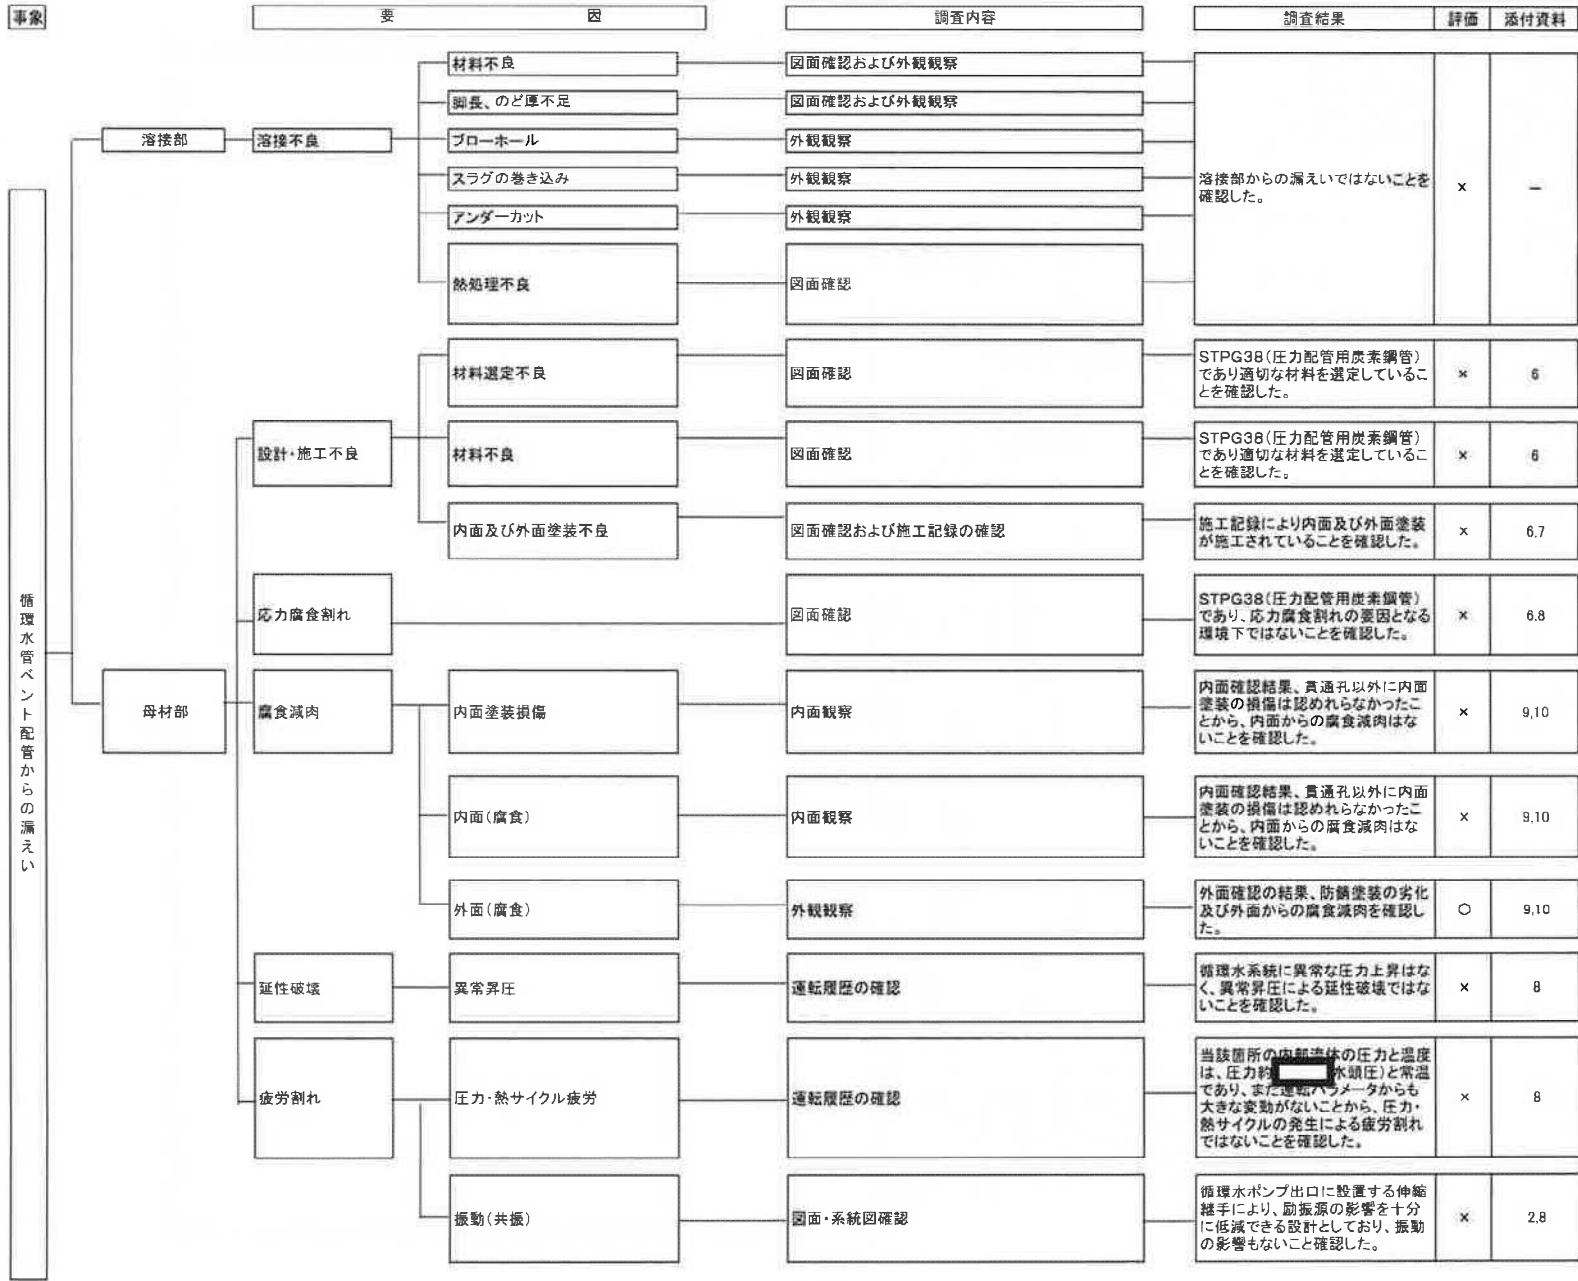 事象
要 因
調査内容
調査結果
評価
添付資料
循環水管ベント配管からの漏えい
溶接部
溶接不良
材料不良
図面確認および外観観察
脚長、のど厚不足
図面確認および外観観察
ブローホール
外観観察
スラグの巻き込み
外観観察
アンダーカット
外観観察
熱処理不良
図面確認
溶接部からの漏えいではないことを
確認した。
×
－
母材部
設計・施工不良
材料選定不良
図面確認
STPG38(圧力配管用炭素鋼管)
であり適切な材料を選定しているこ
とを確認した。
×
6
材料不良
図面確認
STPG38(圧力配管用炭素鋼管)
であり適切な材料を選定しているこ
とを確認した。
×
6
内面及び外面塗装不良
図面確認および施工記録の確認
施工記録により内面及び外面塗装
が施工されていることを確認した。
×
6,7
応力腐食割れ
図面確認
STPG38(圧力配管用炭素鋼管)
であり、応力腐食割れの要因となる
環境下ではないことを確認した。
×
6.8
腐食減肉
内面塗装損傷
内面観察
内面確認結果、貫通孔以外に内面
塗装の損傷は認めれらなかったこ
とから、内面からの腐食減肉はな
いことを確認した。
×
9,10
内面(腐食)
内面観察
内面確認結果、貫通孔以外に内面
塗装の損傷は認めれらなかったこ
とから、内面からの腐食減肉はな
いことを確認した。
×
9,10
外面(腐食)
外観観察
外面確認の結果、防錆塗装の劣化
及び外面からの腐食減肉を確認し
た。
○
9,10
延性破壊
異常昇圧
運転履歴の確認
循環水系統に異常な圧力上昇はな
く、異常昇圧による延性破壊ではな
いことを確認した。
×
8
疲労割れ
圧力・熱サイクル疲労
運転履歴の確認
当該箇所の内部流体の圧力と温度
は、圧力約 水頭圧)と常温
であり、また運転パラメータからも
大きな変動がないことから、圧力・
熱サイクルの発生による疲労割れ
ではないことを確認した。
×
8
振動(共振)
図面・系統図確認
循環水ポンプ出口に設置する伸縮
継手により、励振源の影響を十分
に低減できる設計としており、振動
の影響もないこと確認した。
×
2,8